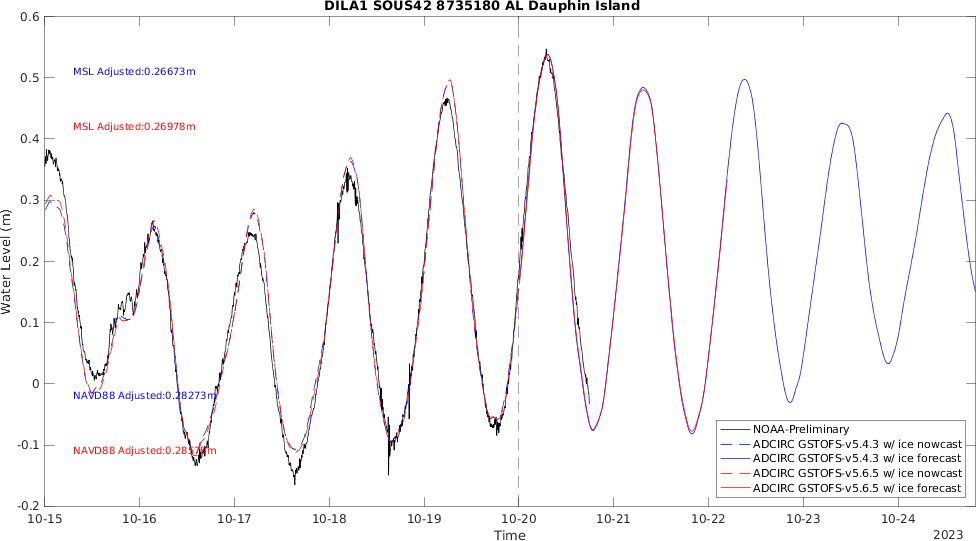 DILA1 SOUS42 8735180 AL Dauphin Island
0.6
0.5
0.4
0.3
0.2
0.1
0
-0.1
-0.2
Water Level (m)
MSL Adjusted:0.26673m
MSL Adjusted:0.26978m
NAVD88 Adjusted:0.28273m
NAVD88 Adjusted:
NOAA-Preliminary
ADCIRC GSTOFS-v5.4.3 w/ ice nowcast
ADCIRC GSTOFS-v5.4.3 w/ ice forecast
ADCIRC GSTOFS-v5.6.5 w/ ice nowcast
ADCIRC GSTOFS-v5.6.5 w/ ice forecast
10-15 10-16 10-17 10-18 10-19 10-20 10-21 10-22 10-23 10-24
Time
2023